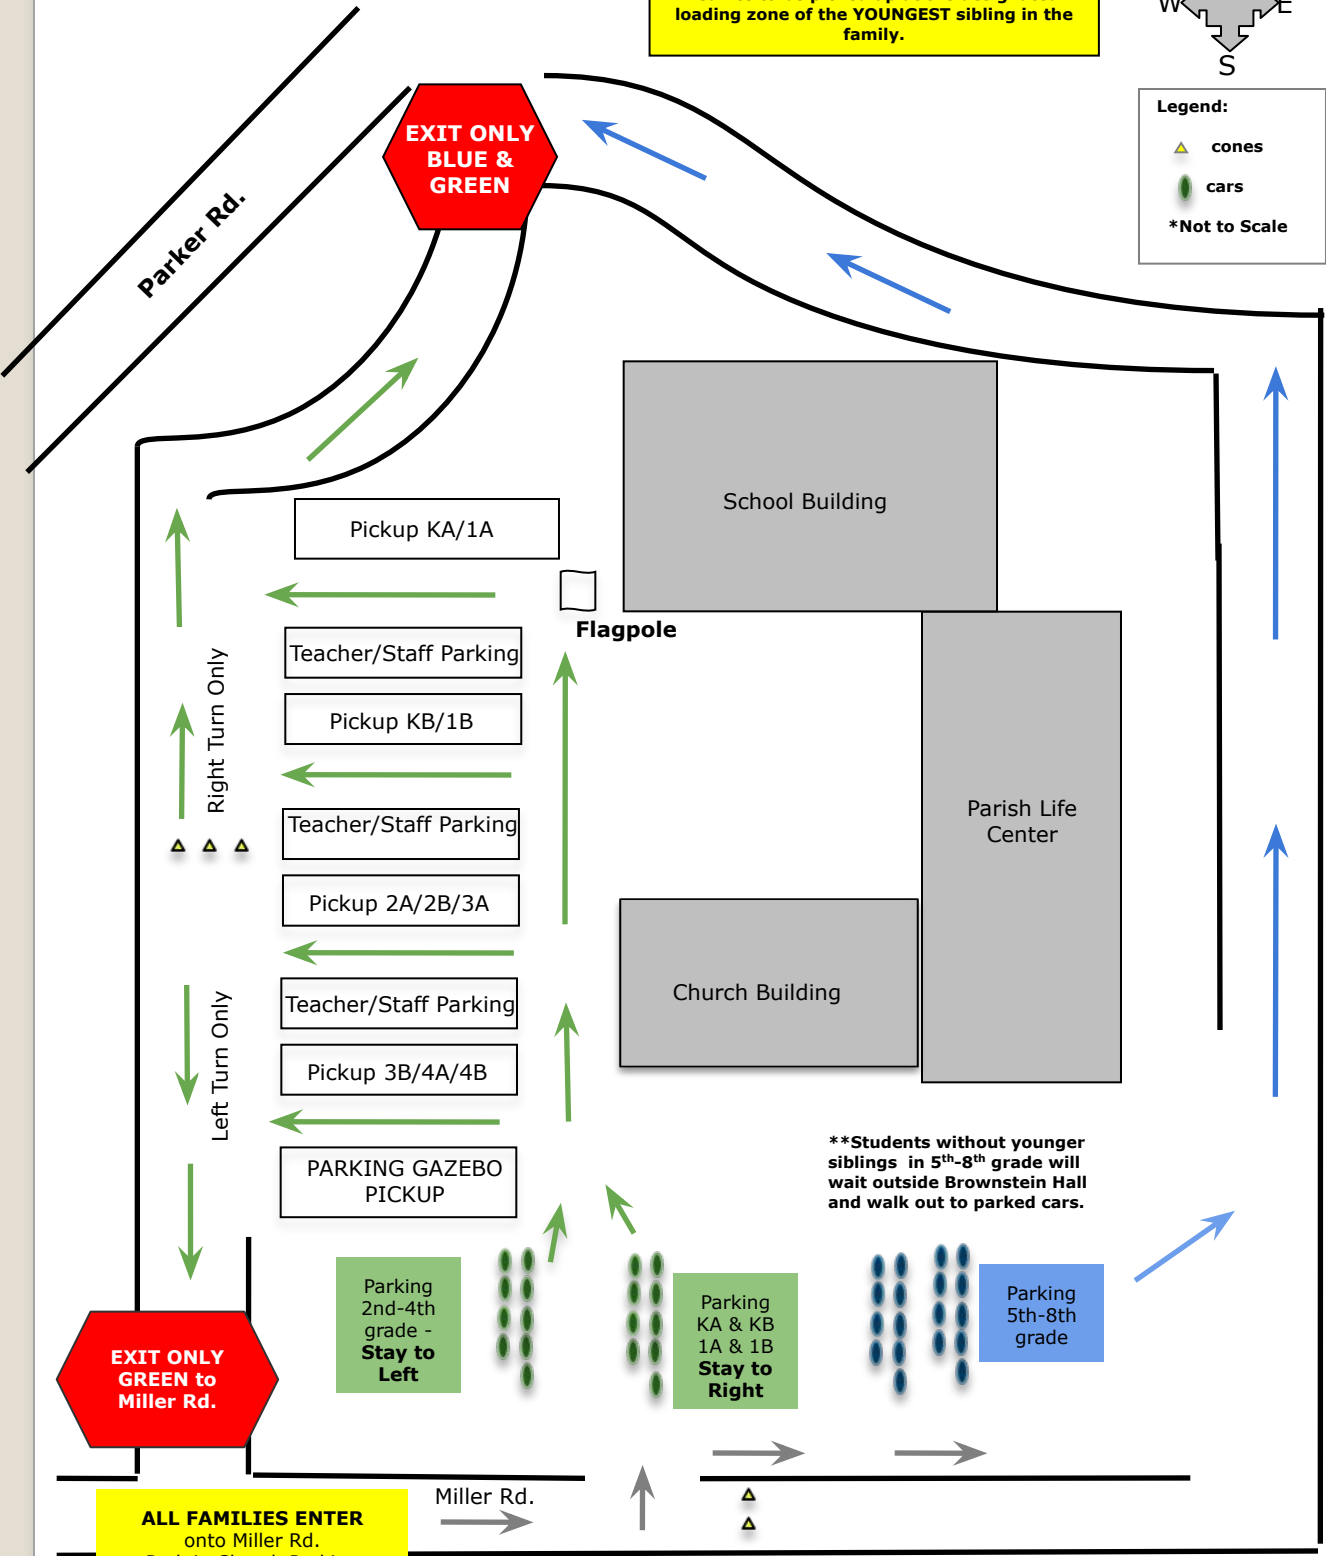 loading zone of the YOUNGEST sibling in the
family.
W
E
S
Legend:
cones
cars
*Not to Scale
EXIT ONLY
BLUE &
GREEN
Parker Rd.
School Building
Pickup KA/1A
Flagpole
Teacher/Staff Parking
Pickup KB/1B
Right Turn Only
Teacher/Staff Parking
Parish Life
Center
Pickup 2A/2B/3A
Church Building
Teacher/Staff Parking
Left Turn Only
Pickup 3B/4A/4B
PARKING GAZEBO
PICKUP
**Students without younger
siblings in 5th-8th grade will
wait outside Brownstein Hall
and walk out to parked cars.
Parking
2nd-4th
grade -
Stay to
Left
Parking
KA & KB
1A & 1B
Stay to
Right
Parking
5th-8th
grade
EXIT ONLY
GREEN to
Miller Rd.
Miller Rd.
ALL FAMILIES ENTER
onto Miller Rd.